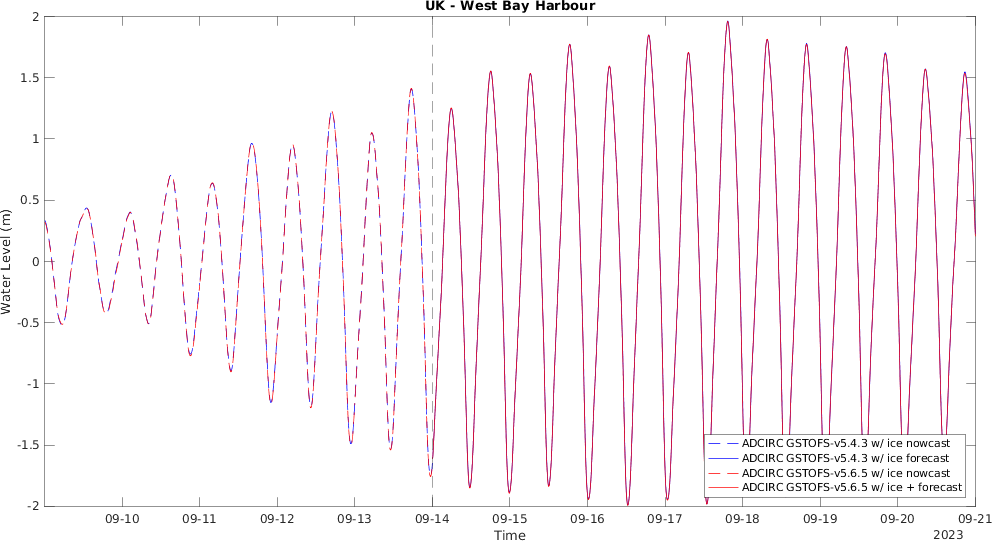 UK - West Bay Harbour
2
1.5
1
0.5
0
-0.5
-1
-1.5
-2
Water Level (m)
ADCIRC GSTOFS-v5.4.3 w/ ice nowcast
ADCIRC GSTOFS-v5.4.3 w/ ice forecast
ADCIRC GSTOFS-v5.6.5 w/ ice nowcast
ADCIRC GSTOFS-v5.6.5 w/ ice + forecast
09-10 09-11 09-12 09-13 09-14 09-15 09-16 09-17 09-18 09-19 09-20 09-21
Time
2023